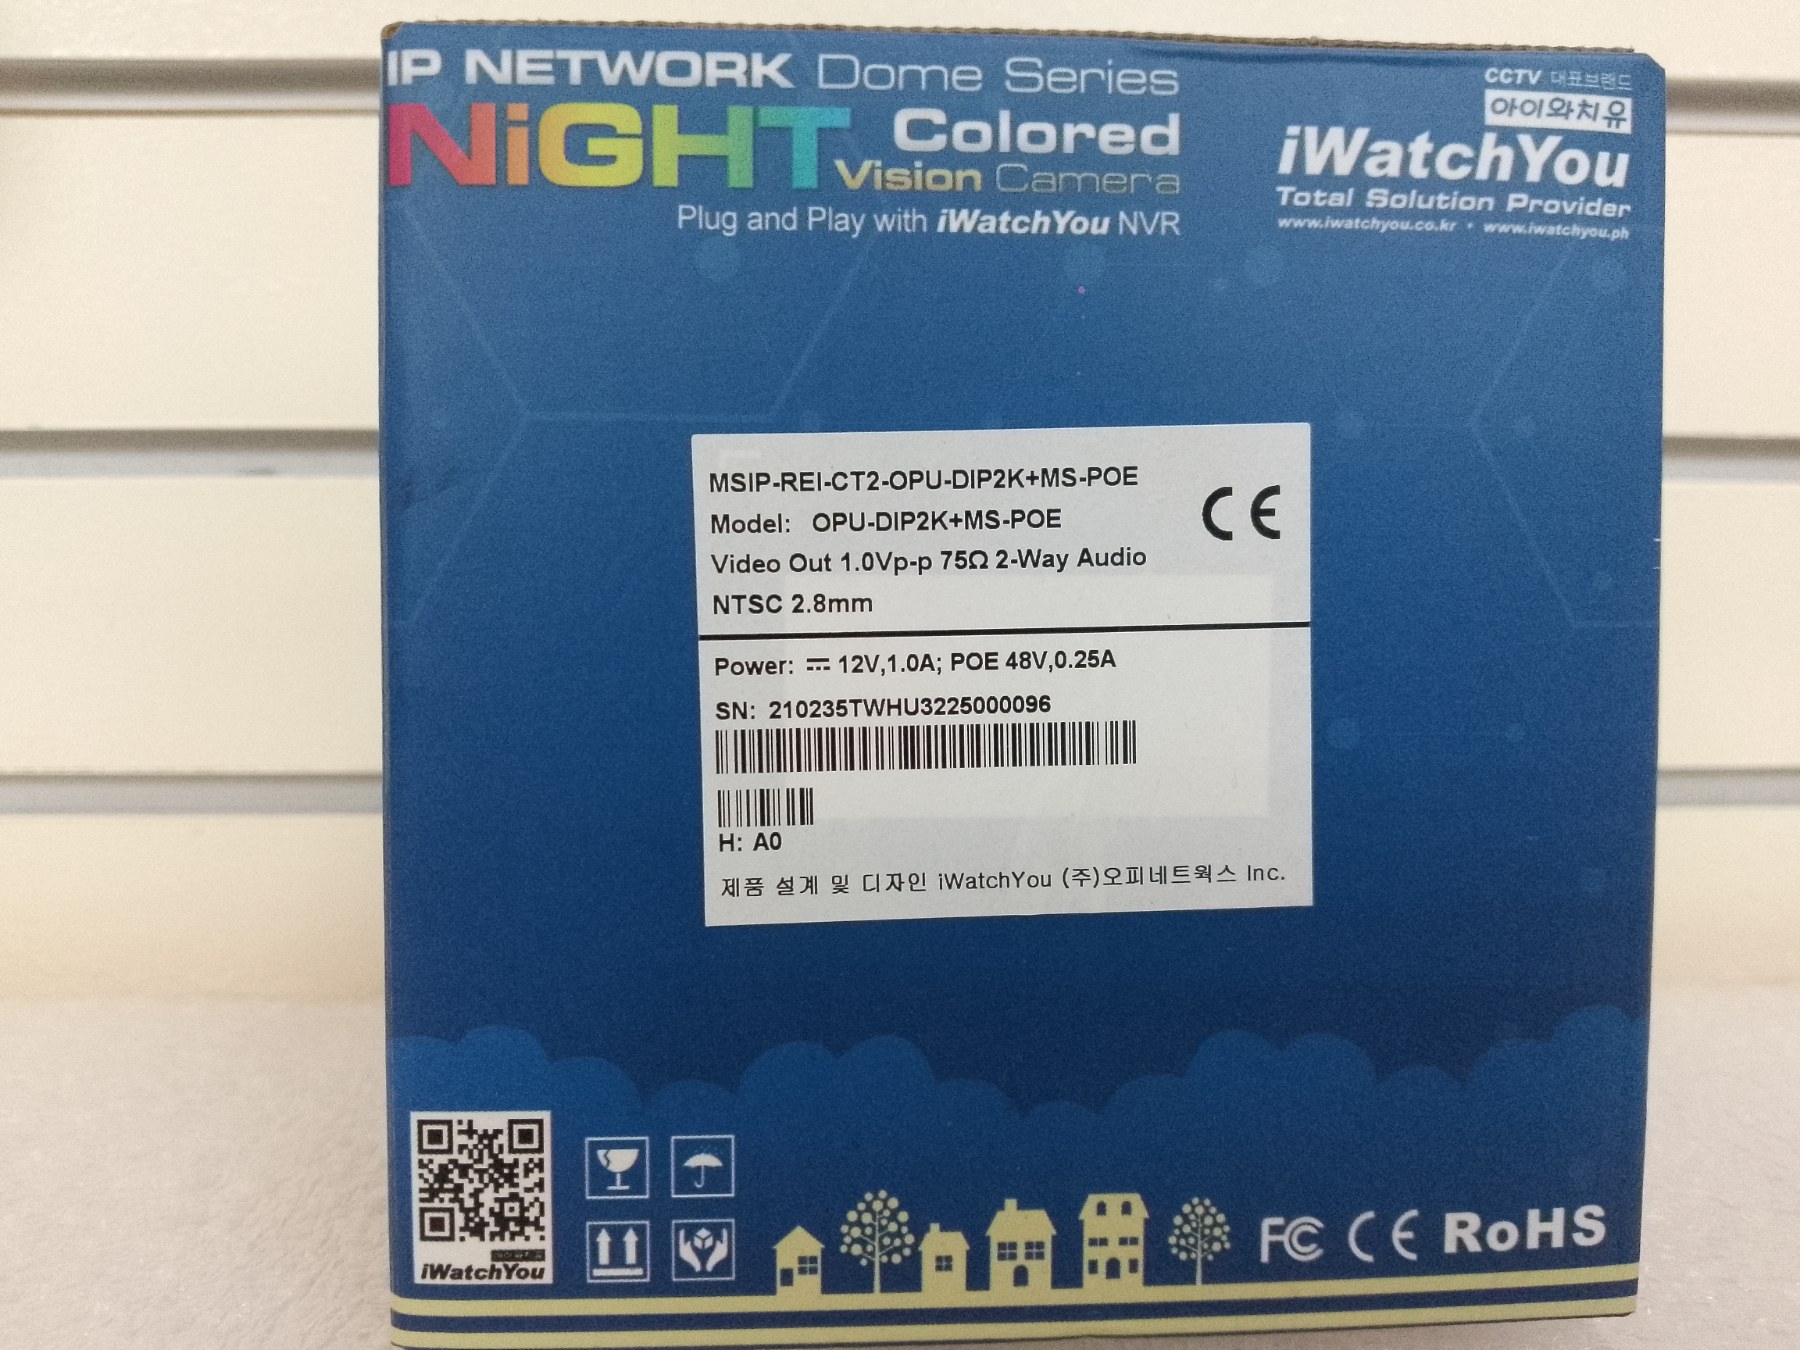 IP NETWORK Dome Series
NiGHT Colored
Vision Camera
Plug and Play with iWatchYou NVR
CCTV 대표브랜드
아이와치유
iWatchYou
Total Solution Provider
www.iwatchyou.co.kr • www.iwatchyou.ph
MSIP-REI-CT2-OPU-DIP2K+MS-POE
Model: OPU-DIP2K+MS-POE
CE
Video Out 1.0Vp-p 75Ω 2-Way Audio
NTSC 2.8mm
Power: ⎓ 12V,1.0A; POE 48V,0.25A
SN: 210235TWHU3225000096
H: A0
제품 설계 및 디자인 iWatchYou (주)오피네트웍스 Inc.
iWatchYou
FC CE RoHS